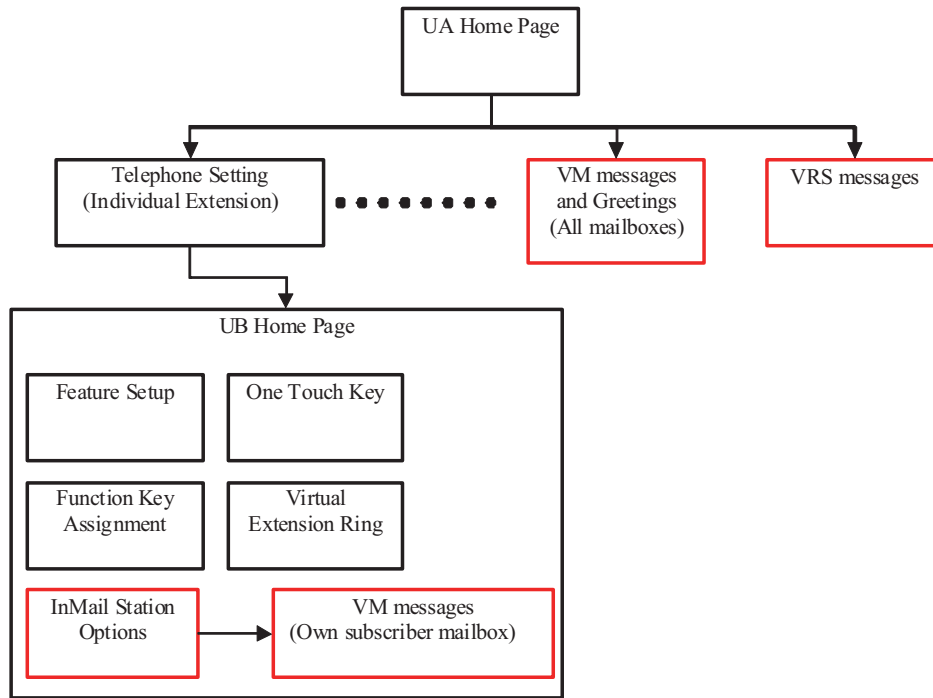 UA Home Page
Telephone Setting
(Individual Extension)
VM messages
and Greetings
(All mailboxes)
VRS messages
UB Home Page
Feature Setup
One Touch Key
Function Key
Assignment
Virtual
Extension Ring
InMail Station
Options
VM messages
(Own subscriber mailbox)